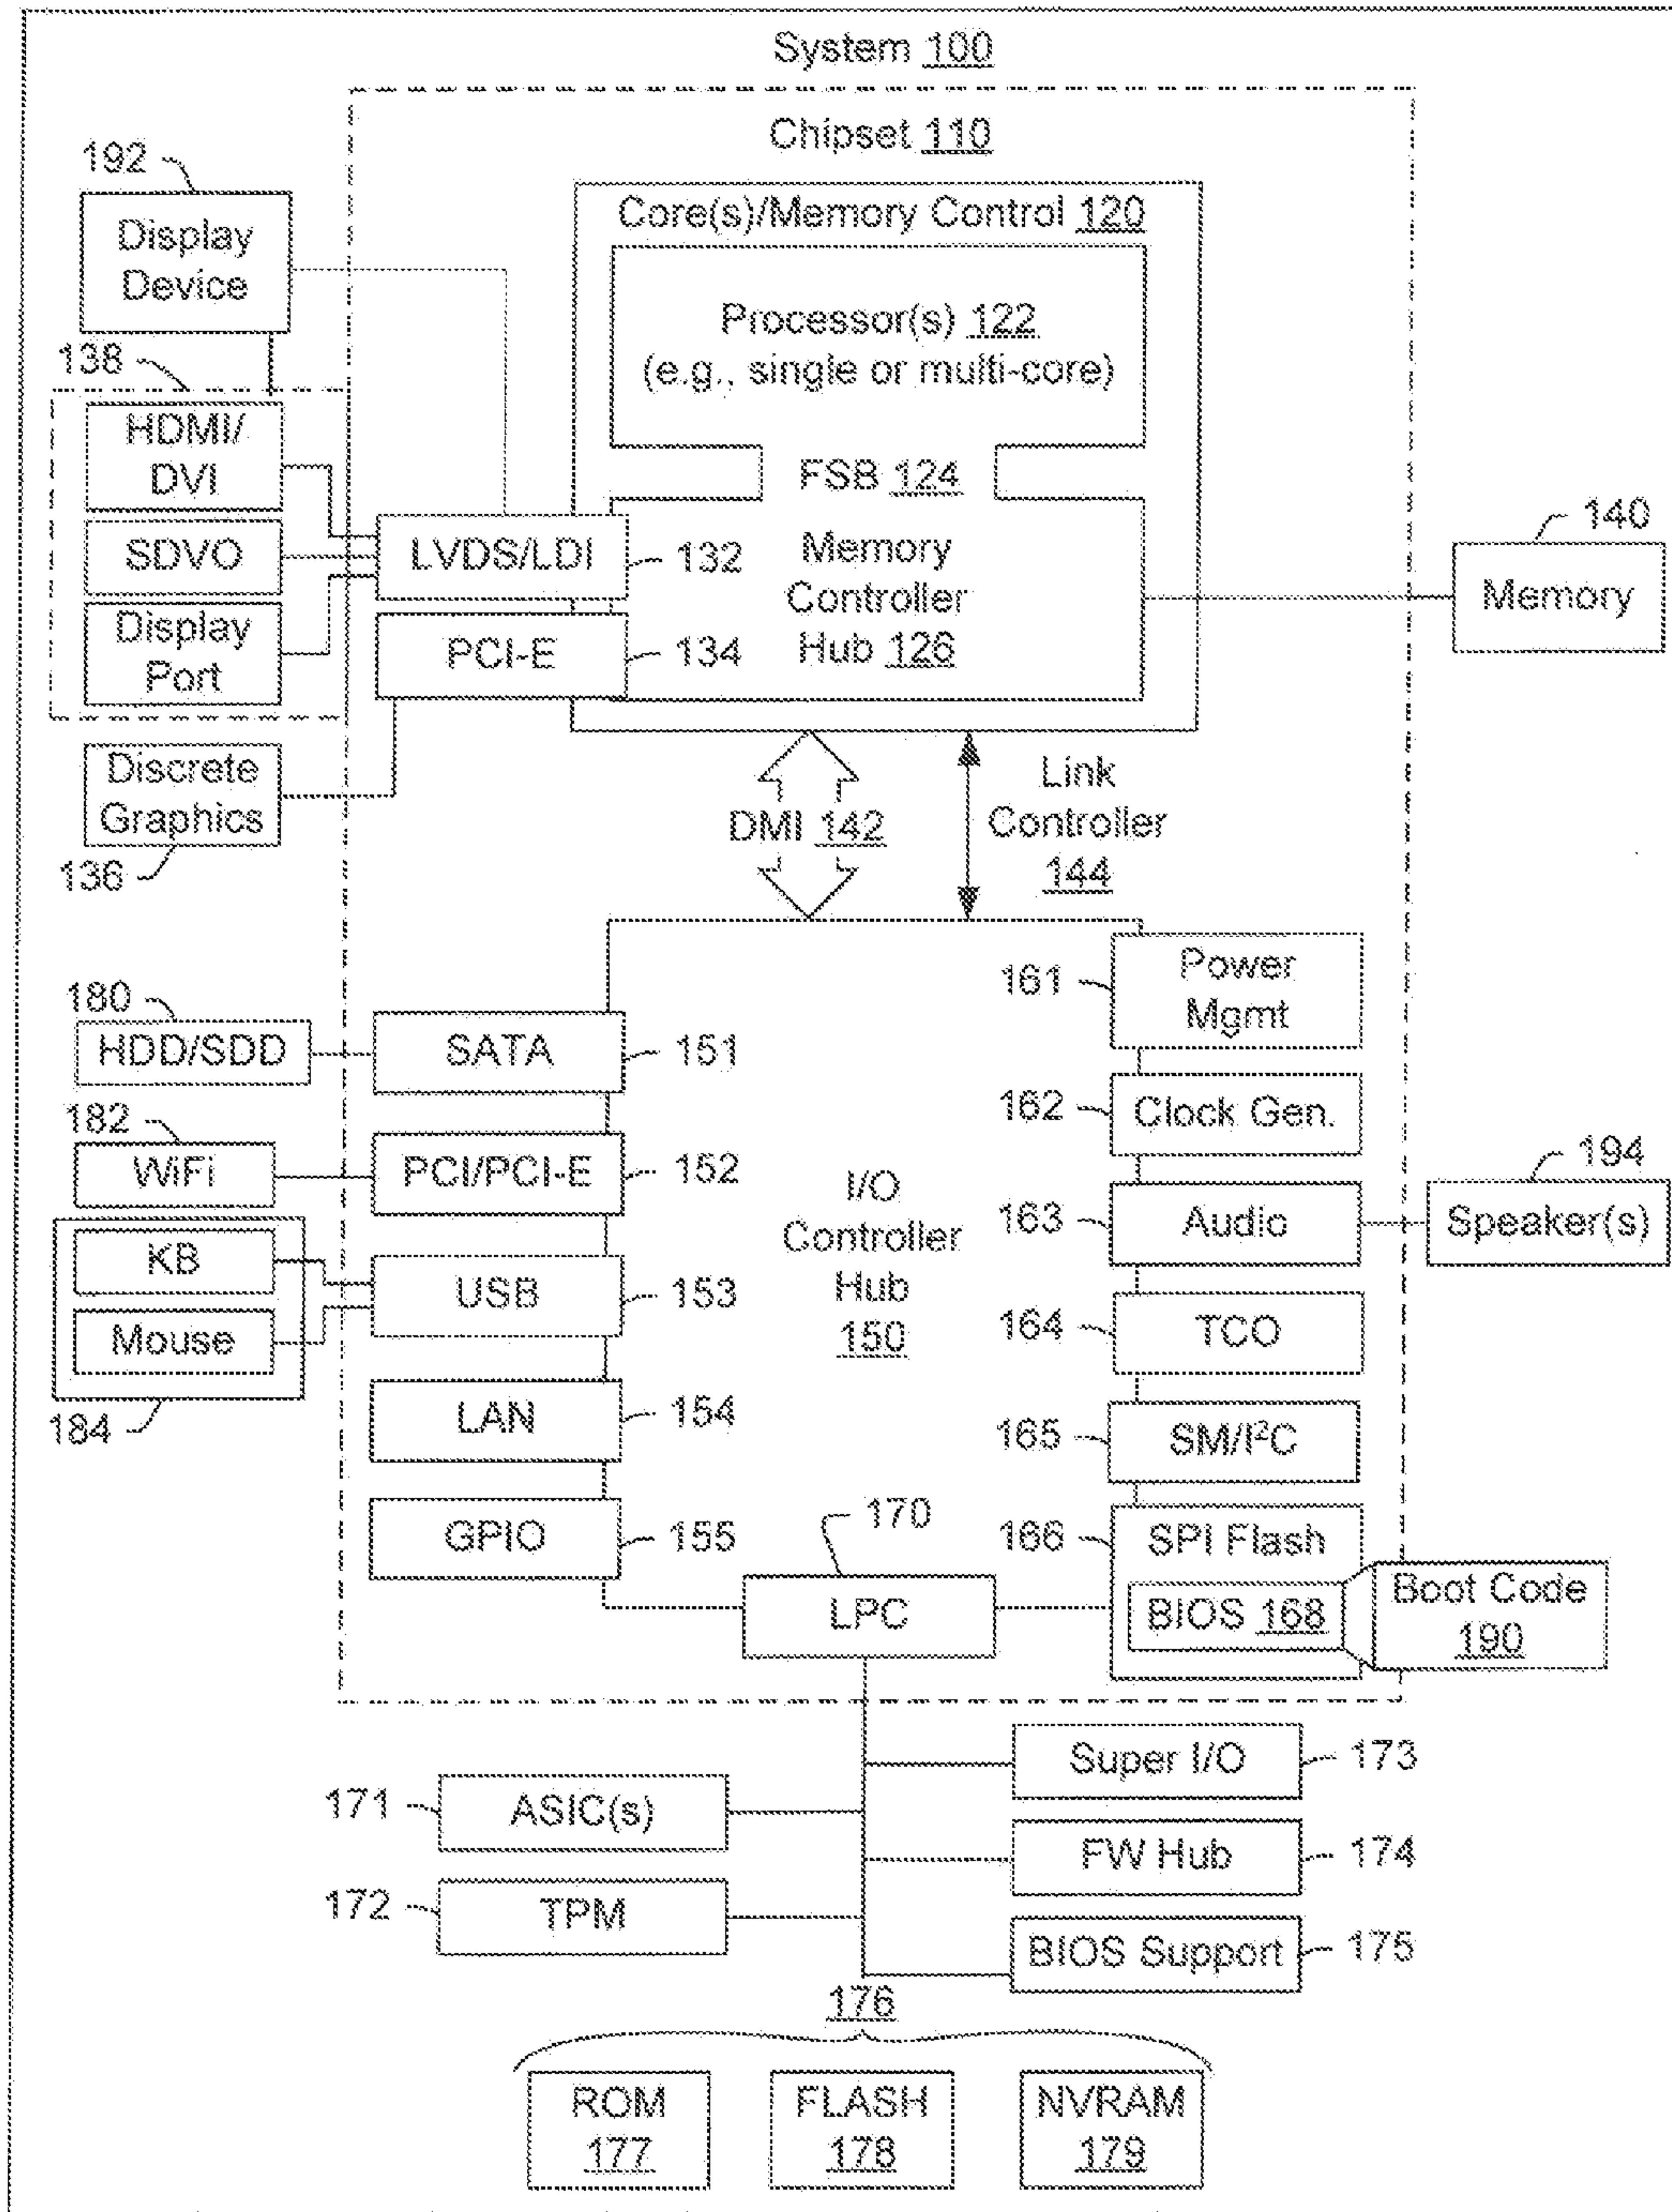 System 100
Chipset 110
192
Display
Device
Core(s)/Memory Control 120
Processor(s) 122
(e.g., single or multi-core)
138
HDMI/
DVI
SDVO
Display
Port
FSB 124
LVDS/LDI
132
PCI-E
134
Memory
Controller
Hub 126
140
Memory
Discrete
Graphics
136
DMI 142
Link
Controller
144
180
HDD/SDD
SATA
151
182
WiFi
PCI/PCI-E
152
KB
Mouse
184
USB
153
LAN
154
GPIO
155
I/O
Controller
Hub
150
161
Power
Mgmt
162
Clock Gen.
163
Audio
194
Speaker(s)
164
TCO
165
SM/I²C
166
SPI Flash
BIOS 168
Boot Code
190
170
LPC
171
ASIC(s)
172
TPM
Super I/O
173
FW Hub
174
BIOS Support
175
176
ROM
177
FLASH
178
NVRAM
179